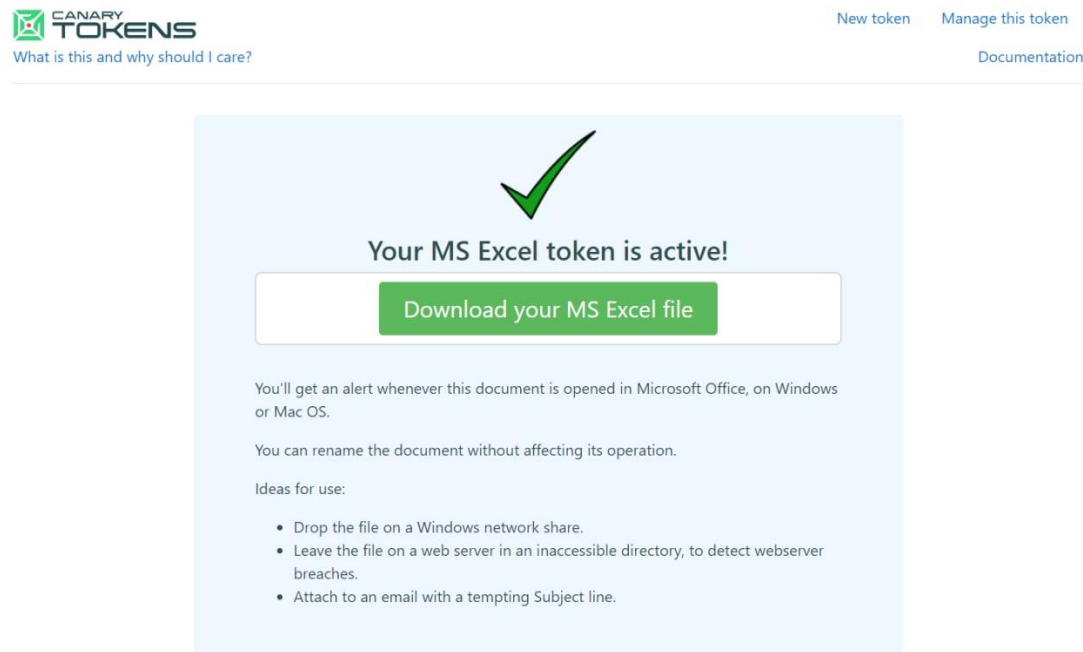 CANARY
TOKENS
New token Manage this token
What is this and why should I care? Documentation
Your MS Excel token is active!
Download your MS Excel file
You'll get an alert whenever this document is opened in Microsoft Office, on Windows
or Mac OS.
You can rename the document without affecting its operation.
Ideas for use:
• Drop the file on a Windows network share.
• Leave the file on a web server in an inaccessible directory, to detect webserver
breaches.
• Attach to an email with a tempting Subject line.